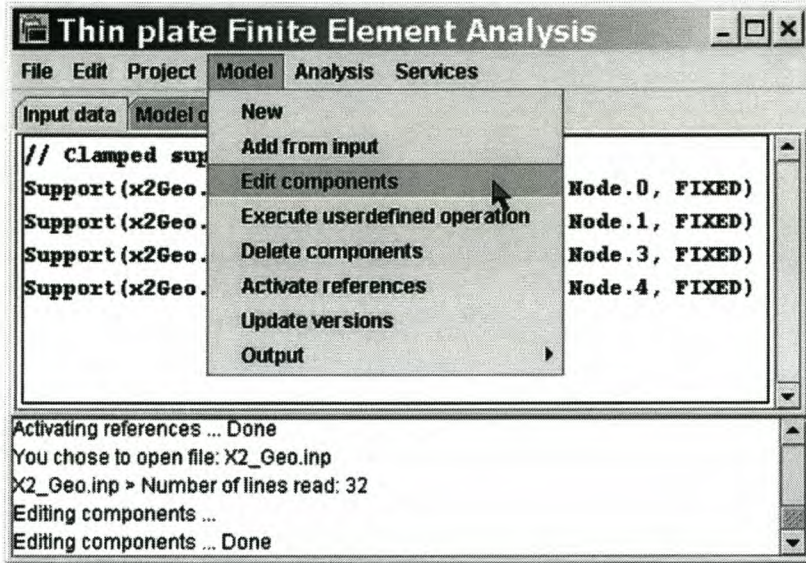 Thin plate Finite Element Analysis
File Edit Project Model Analysis Services
Input data Model
New
Add from input
Edit components
Execute userdefined operation
Delete components
Activate references
Update versions
Output
// Clamped sup
Support(x2Geo. Node.0, FIXED)
Support(x2Geo. Node.1, FIXED)
Support(x2Geo. Node.3, FIXED)
Support(x2Geo. Node.4, FIXED)
Activating references ... Done
You chose to open file: X2_Geo.inp
X2_Geo.inp > Number of lines read: 32
Editing components ...
Editing components ... Done